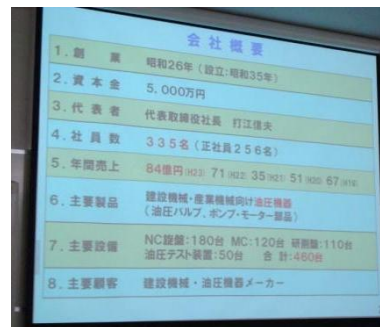 会社概要
1.創業 昭和26年(設立:昭和35年)
2.資本金 5,000万円
3.代表者 代表取締役社長 打江信夫
4.社員数 335名(正社員256名)
5.年間売上 84億円(H23) 71(H22) 35(H21) 51(H20) 67(H19)
6.主要製品 建設機械・産業機械向け油圧機器
(油圧バルブ、ポンプ・モーター部品)
7.主要設備 NC旋盤:180台 MC:120台 研削盤:110台
油圧テスト装置:50台 合計:460台
8.主要顧客 建設機械・油圧機器メーカー